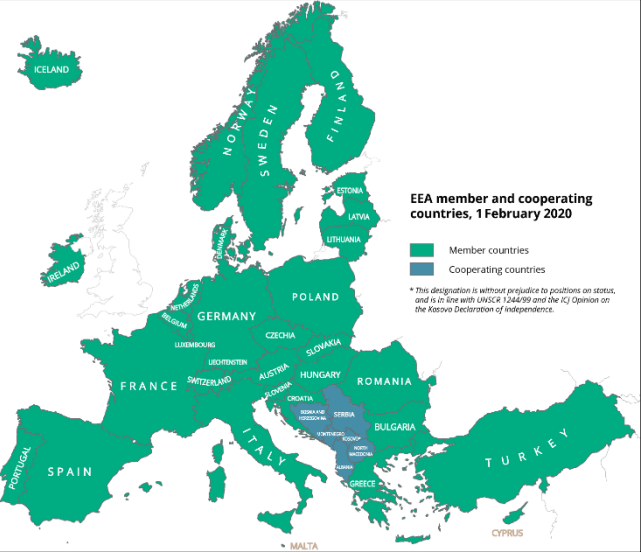 ICELAND
NORWAY
SWEDEN
FINLAND
ESTONIA
LATVIA
LITHUANIA
DENMARK
IRELAND
EEA member and cooperating
countries, 1 February 2020
Member countries
Cooperating countries
* This designation is without prejudice to positions on status,
and is in line with UNSCR 1244/99 and the ICJ Opinion on
the Kosovo Declaration of Independence.
NETHERLANDS
BELGIUM
GERMANY
POLAND
LUXEMBOURG
CZECHIA
SLOVAKIA
LIECHTENSTEIN
AUSTRIA
HUNGARY
FRANCE
SWITZERLAND
SLOVENIA
CROATIA
ROMANIA
BOSNIA AND
HERZEGOVINA
SERBIA
MONTENEGRO
KOSOVO*
BULGARIA
NORTH
MACEDONIA
ALBANIA
ITALY
PORTUGAL
SPAIN
GREECE
TURKEY
CYPRUS
MALTA